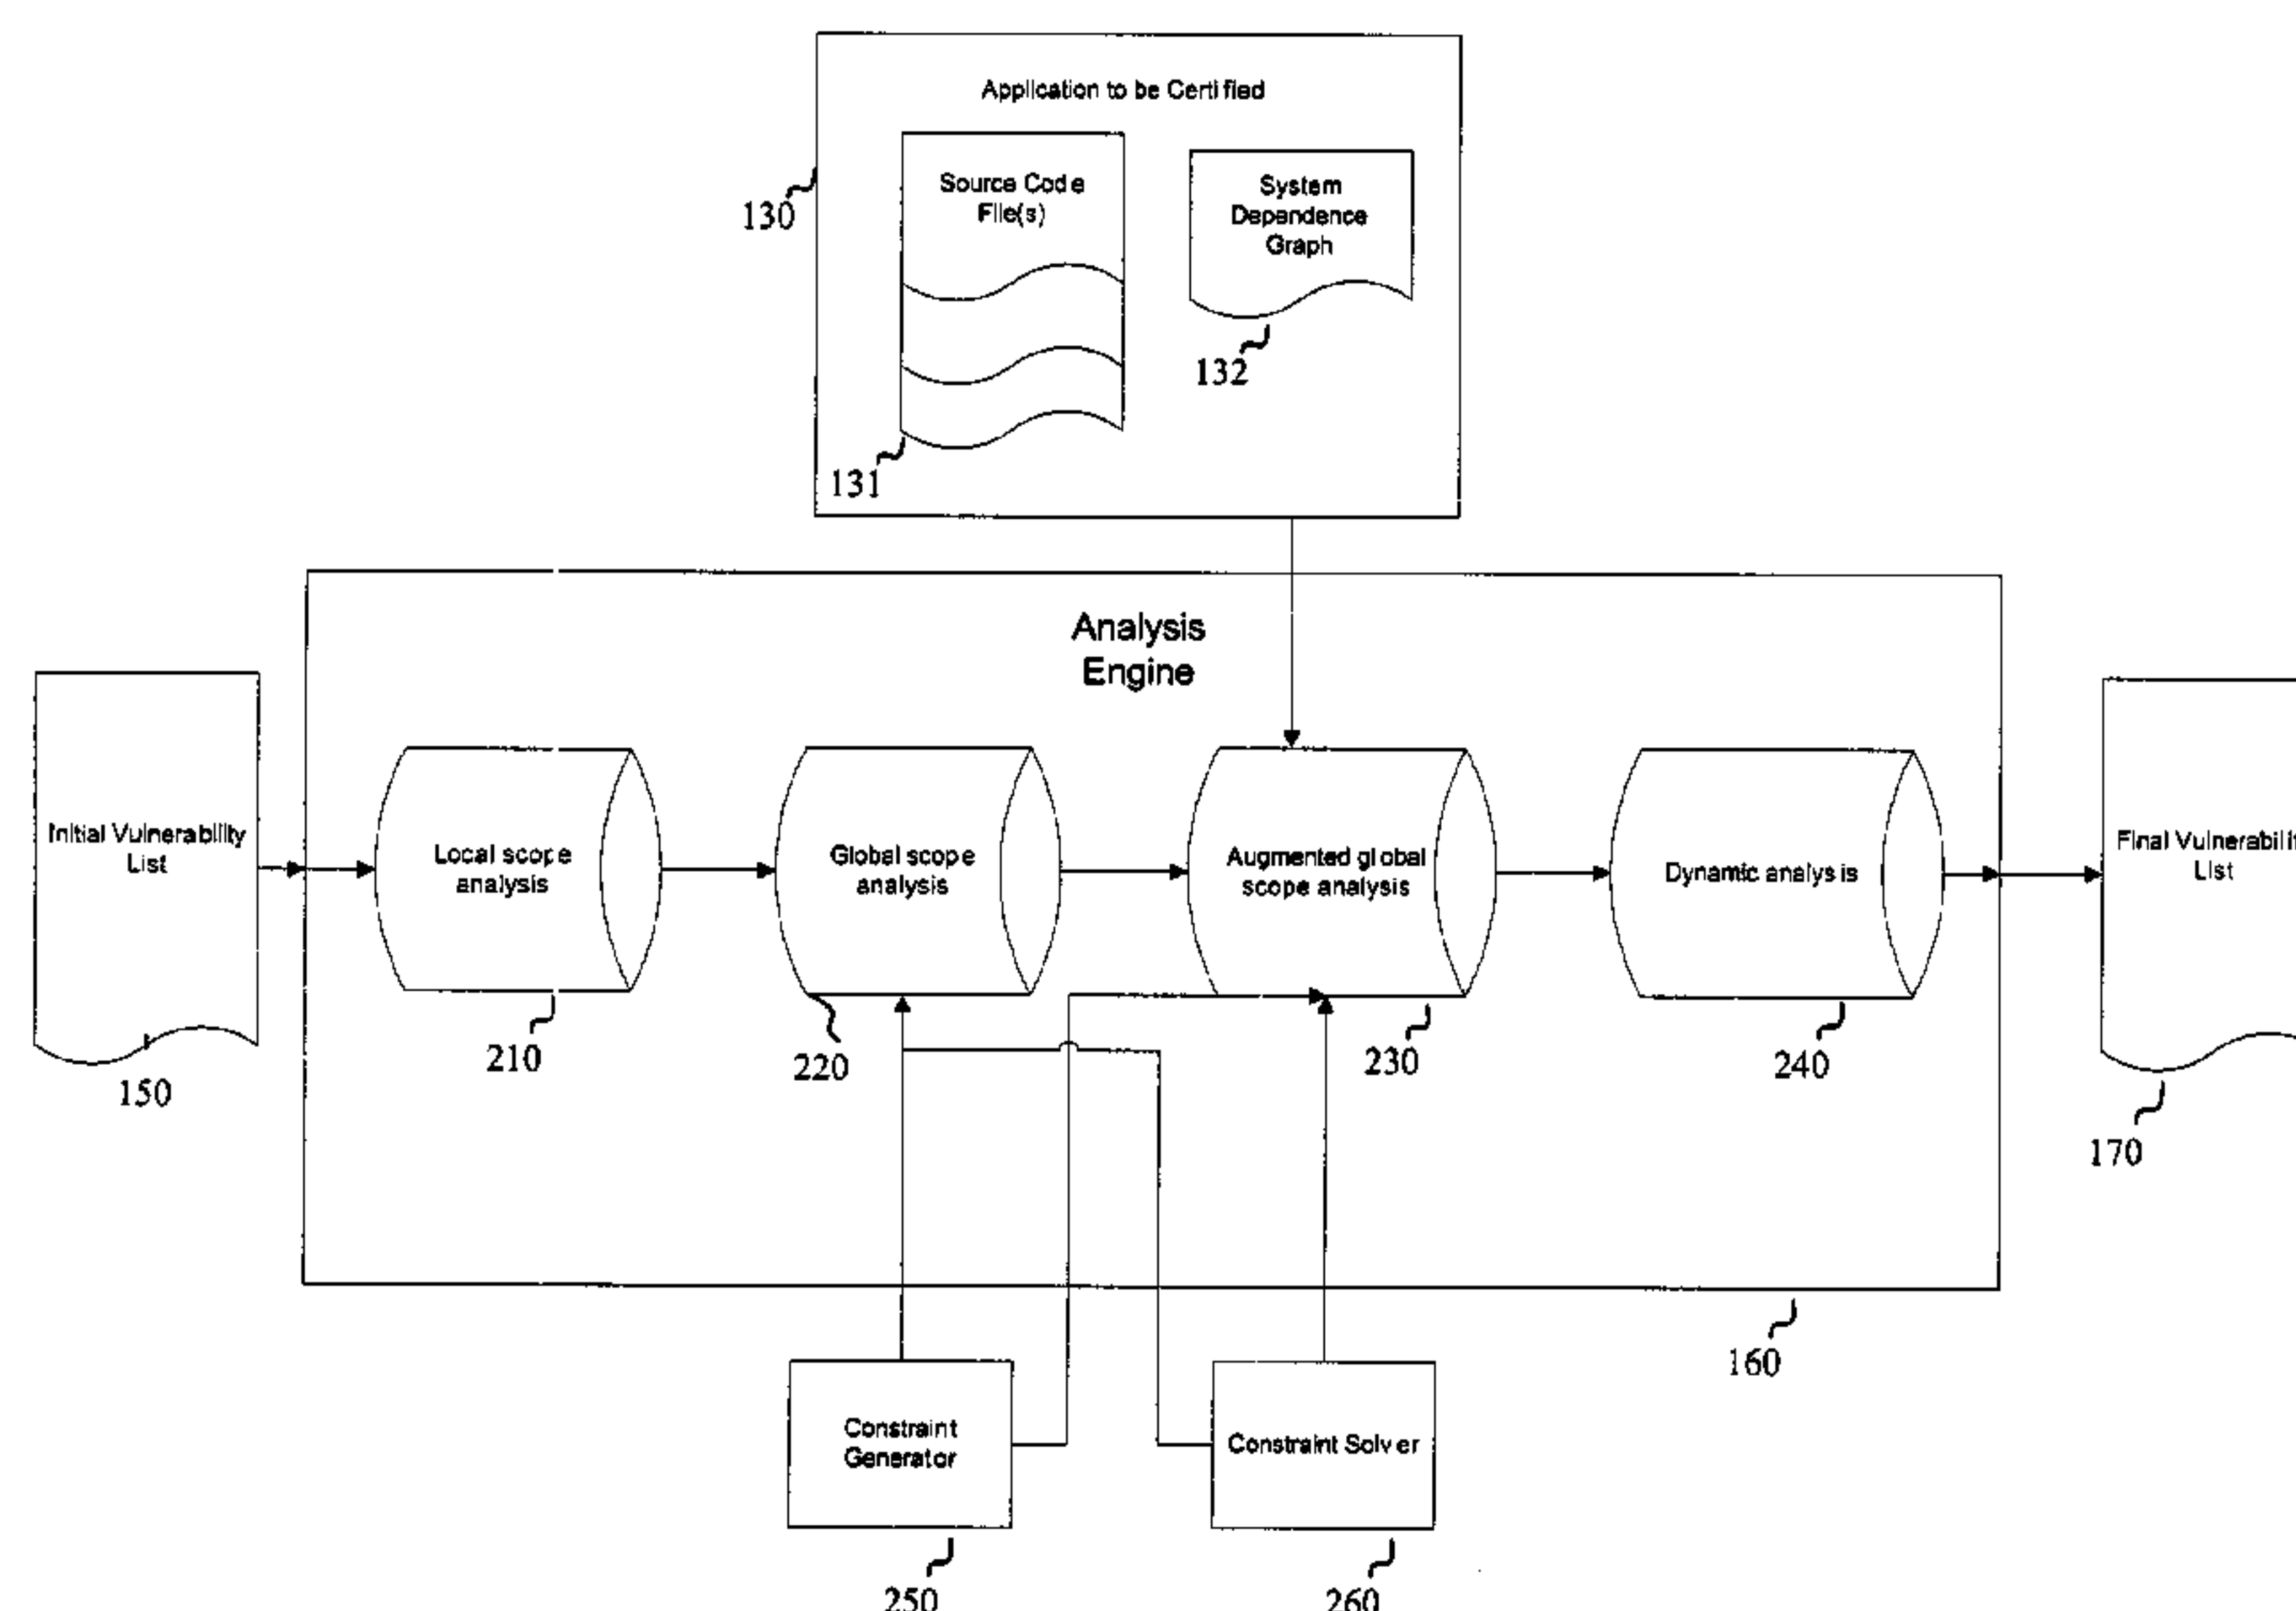 Application to be Certified
Source Code
File(s)
System
Dependence
Graph
130
132
131
Analysis
Engine
Initial Vulnerability
List
Local scope
analysis
Global scope
analysis
Augmented global
scope analysis
Dynamic analysis
Final Vulnerabilit
List
210
220
230
240
150
170
160
Constraint
Generator
Constraint Solver
250
260